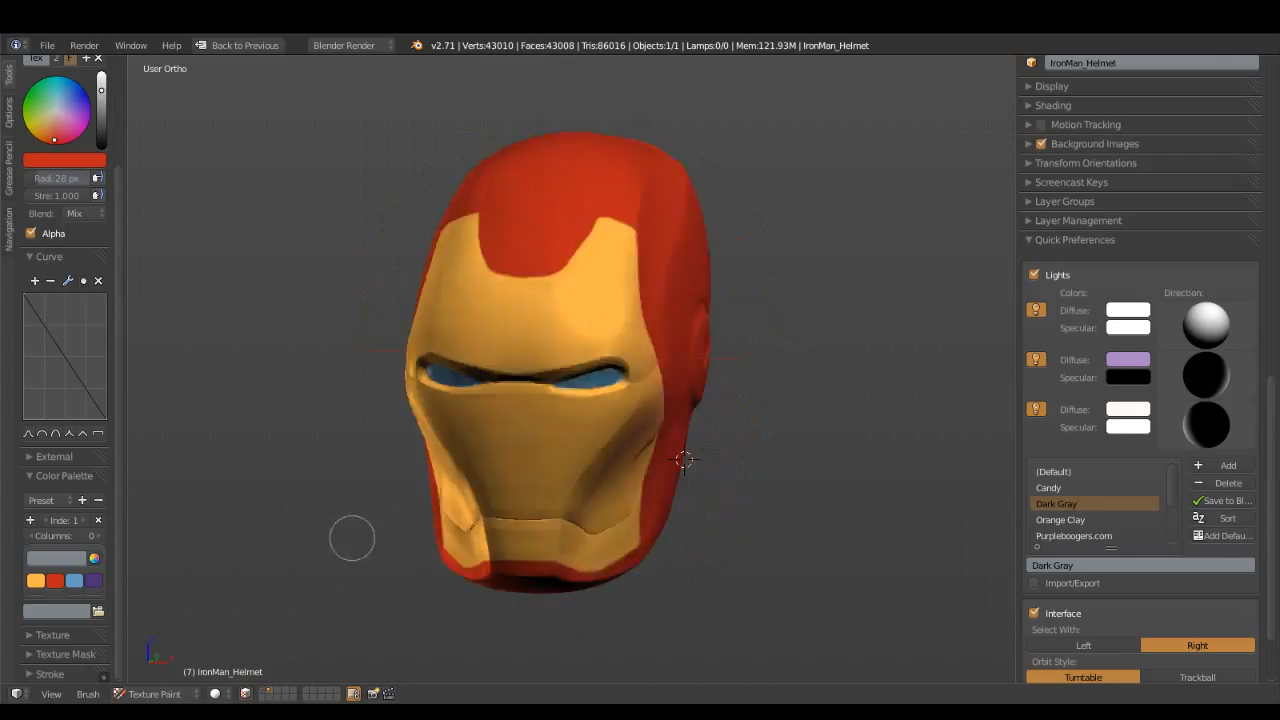 File Render Window Help Back to Previous Blender Render v2.71 | Verts:43010 | Faces:43008 | Tris:86016 | Objects:1/1 | Lamps:0/0 | Mem:121.93M | IronMan_Helmet
Tools
Options
Grease Pencil
Navigation
Tex 2 F
Radi: 28 px
Stre: 1.000
Blend: Mix
Alpha
Curve
External
Color Palette
Preset
Inde: 1
Columns: 0
Texture
Texture Mask
Stroke
User Ortho
(7) IronMan_Helmet
View Brush Texture Paint
IronMan_Helmet
Display
Shading
Motion Tracking
Background Images
Transform Orientations
Screencast Keys
Layer Groups
Layer Management
Quick Preferences
Lights
Colors: Direction:
Diffuse:
Specular:
Diffuse:
Specular:
Diffuse:
Specular:
(Default) Add
Candy Delete
Dark Gray Save to Bl...
Orange Clay Sort
Purpleboogers.com Add Defau...
Dark Gray
Import/Export
Interface
Select With:
Left Right
Orbit Style:
Turntable Trackball